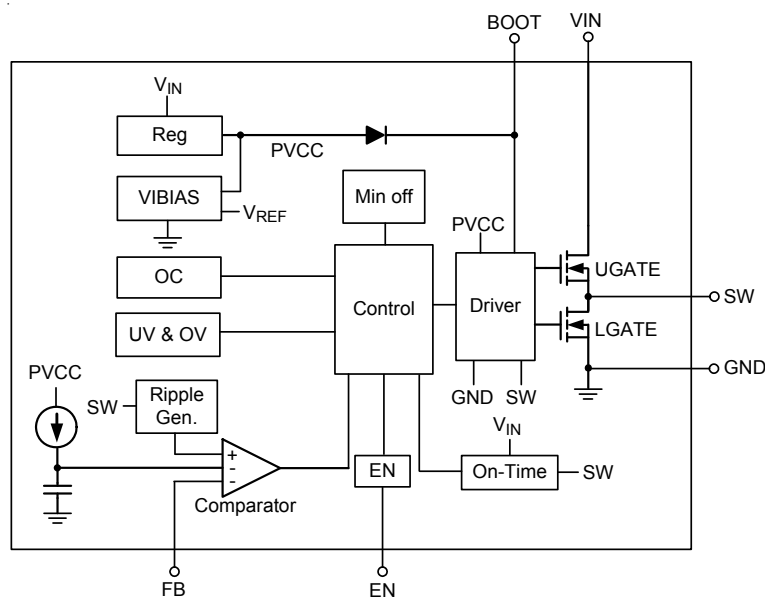 BOOT VIN
VIN
Reg
PVCC
VIBIAS
VREF
Min off
PVCC
OC
UGATE
SW
Control
Driver
UV & OV
LGATE
PVCC
GND
SW
Ripple
Gen.
GND SW
VIN
+
-
-
EN
On-Time
SW
Comparator
FB
EN